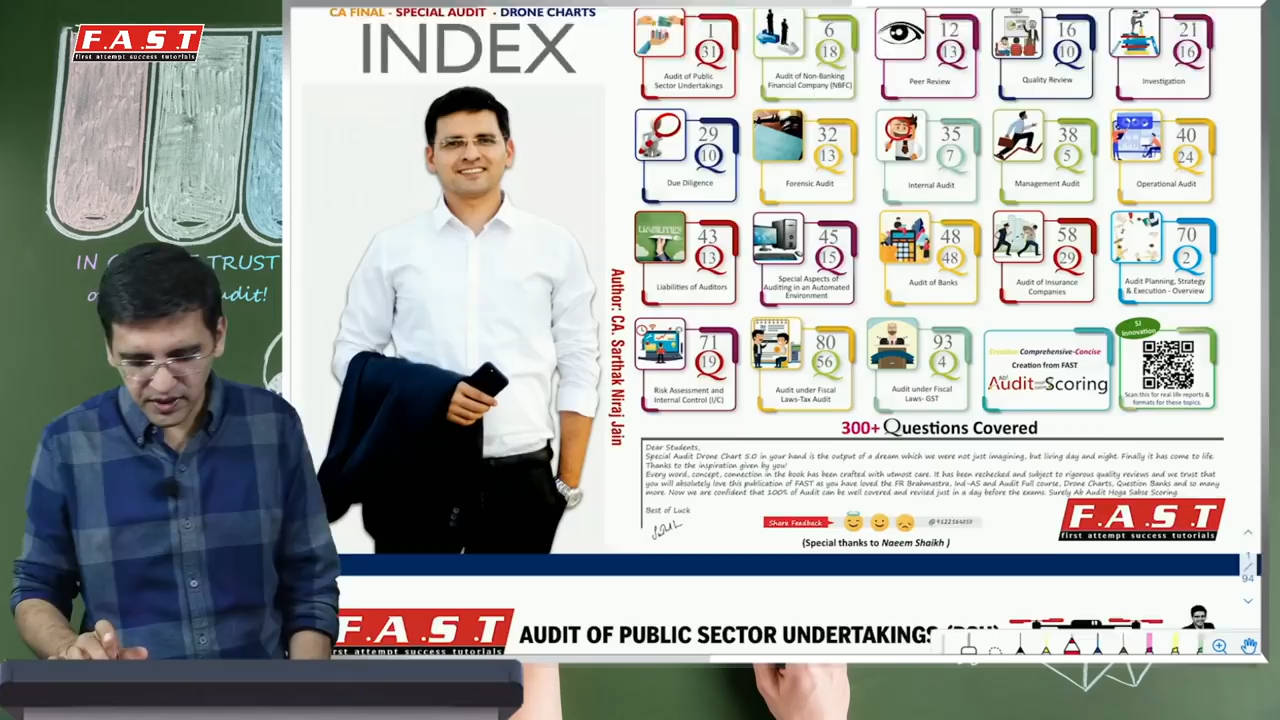 F.A.S.T
first attempt success tutorials
IN G TRUST
udit!
CA FINAL - SPECIAL AUDIT - DRONE CHARTS
INDEX
Author: CA. Sarthak Niraj Jain
1
31 Q
Audit of Public
Sector Undertakings
6
18 Q
Audit of Non-Banking
Financial Company (NBFC)
12
13 Q
Peer Review
16
10 Q
Quality Review
21
16 Q
Investigation
29
10 Q
Due Diligence
32
13 Q
Forensic Audit
35
7 Q
Internal Audit
38
5 Q
Management Audit
40
24 Q
Operational Audit
LIABILITIES
43
13 Q
Liabilities of Auditors
45
15 Q
Special Aspects of
Auditing in an Automated
Environment
48
48 Q
Audit of Banks
58
29 Q
Audit of Insurance
Companies
70
2 Q
Audit Planning, Strategy
& Execution - Overview
71
19 Q
Risk Assessment and
Internal Control (I/C)
80
56 Q
Audit under Fiscal
Laws-Tax Audit
93
4 Q
Audit under Fiscal
Laws- GST
Creation Comprehensive-Concise
Creation from FAST
Audit Scoring
SJ
Innovation
Scan this for real life reports &
formats for these topics.
300+ Questions Covered
Dear Students,
Special Audit Drone Chart 5.0 in your hand is the output of a dream which we were not just imagining, but living day and night. Finally it has come to life.
Thanks to the inspiration given by you!
Every word, concept, connection in the book has been crafted with utmost care. It has been rechecked and subject to rigorous quality reviews and we trust that
you will absolutely love this publication of FAST as you have loved the FR Brahmastra, Ind-AS and Audit Full course, Drone Charts, Question Banks and so many
more. Now we are confident that 100% of Audit can be well covered and revised just in a day before the exams. Surely Ab Audit Hoga Sabse Scoring
Best of Luck
Share Feedback
(Special thanks to Naeem Shaikh )
F.A.S.T
first attempt success tutorials
1
/
94
F.A.S.T
first attempt success tutorials
AUDIT OF PUBLIC SECTOR UNDERTAKINGS